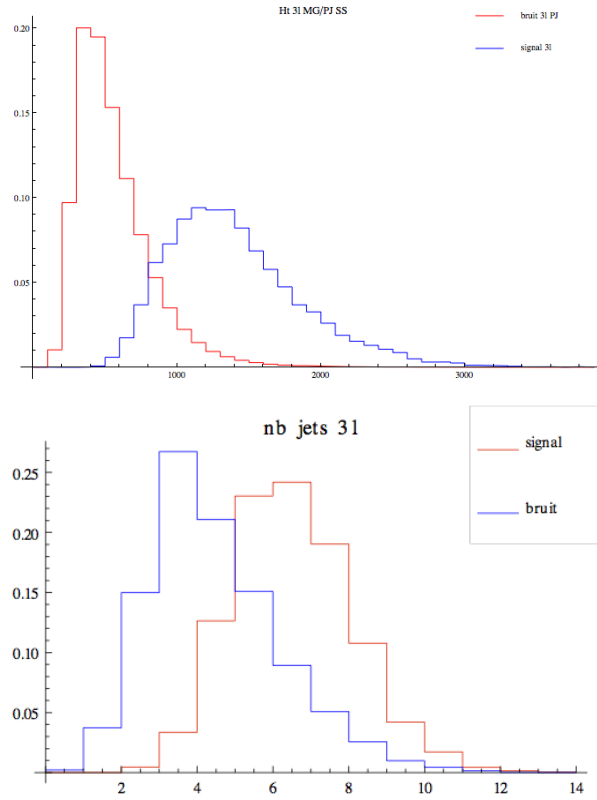 Ht 3l MG/PJ SS
bruit 3l PJ
signal 3l
0.20
0.15
0.10
0.05
1000 2000 3000
nb jets 3l
signal
bruit
0.25
0.20
0.15
0.10
0.05
2 4 6 8 10 12 14